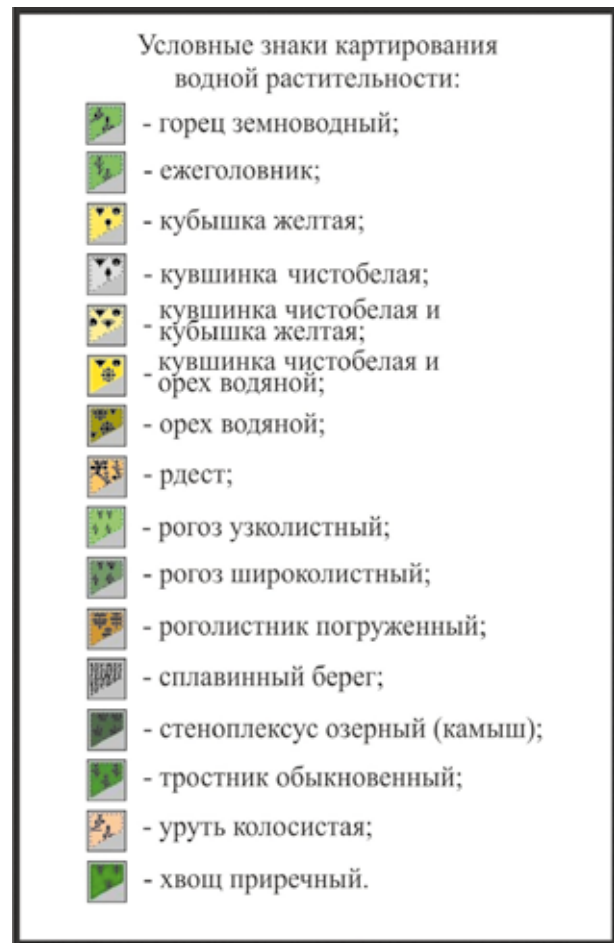 Условные знаки картирования
водной растительности:
- горец земноводный;
- ежеголовник;
- кубышка желтая;
- кувшинка чистобелая;
- кувшинка чистобелая и
кубышка желтая;
- кувшинка чистобелая и
орех водяной;
- орех водяной;
- рдест;
- рогоз узколистный;
- рогоз широколистный;
- роголистник погруженный;
- сплавинный берег;
- стеноплексус озерный (камыш);
- тростник обыкновенный;
- уруть колосистая;
- хвощ приречный.